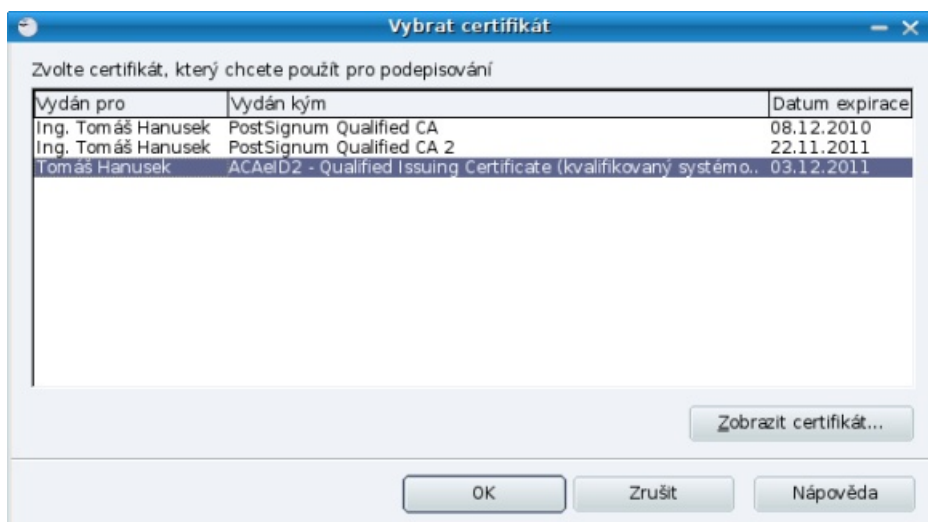 Vybrat certifikát
Zvolte certifikát, který chcete použít pro podepisování
Vydán pro Vydán kým Datum expirace
Ing. Tomáš Hanusek PostSignum Qualified CA 08.12.2010
Ing. Tomáš Hanusek PostSignum Qualified CA 2 22.11.2011
Tomáš Hanusek ACAeID2 - Qualified Issuing Certificate (kvalifikovaný systémo.. 03.12.2011
Zobrazit certifikát...
OK Zrušit Nápověda